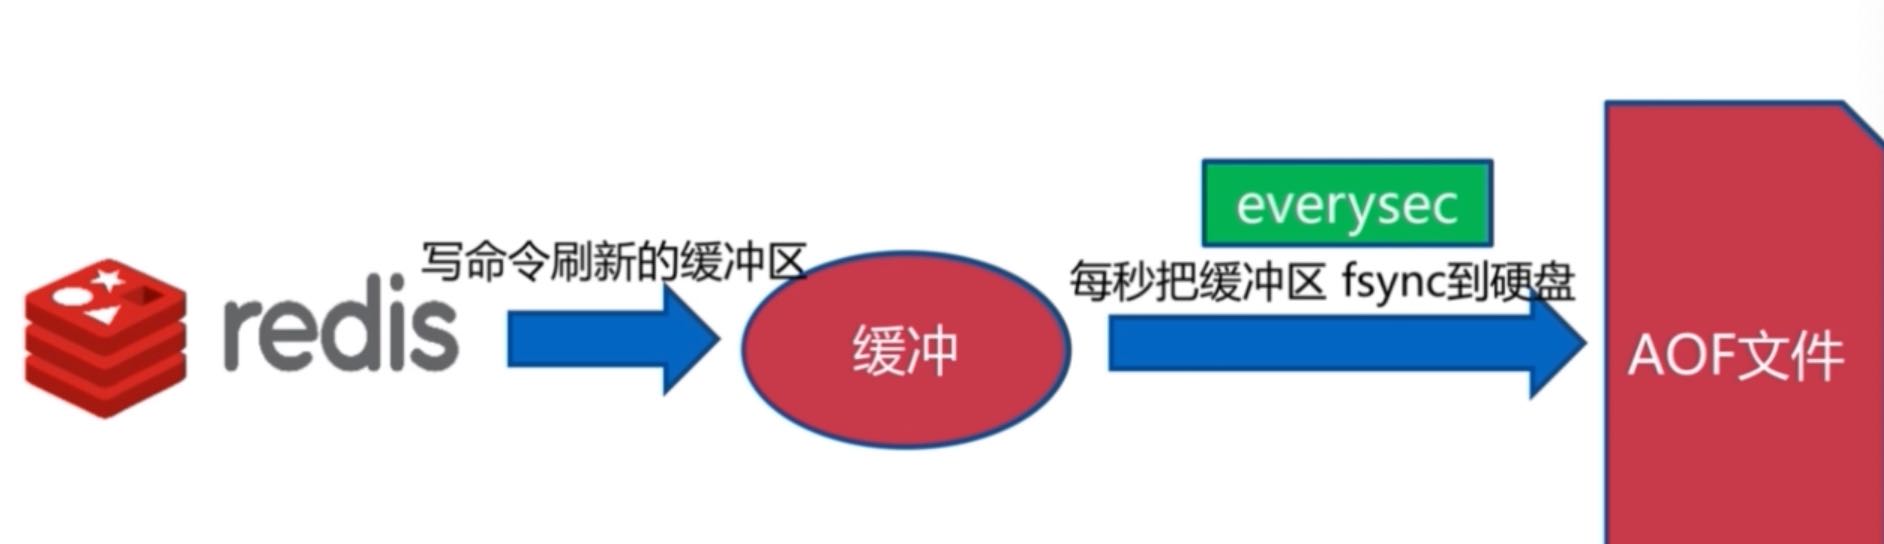 redis
写命令刷新的缓冲区
缓冲
everysec
每秒把缓冲区 fsync到硬盘
AOF文件